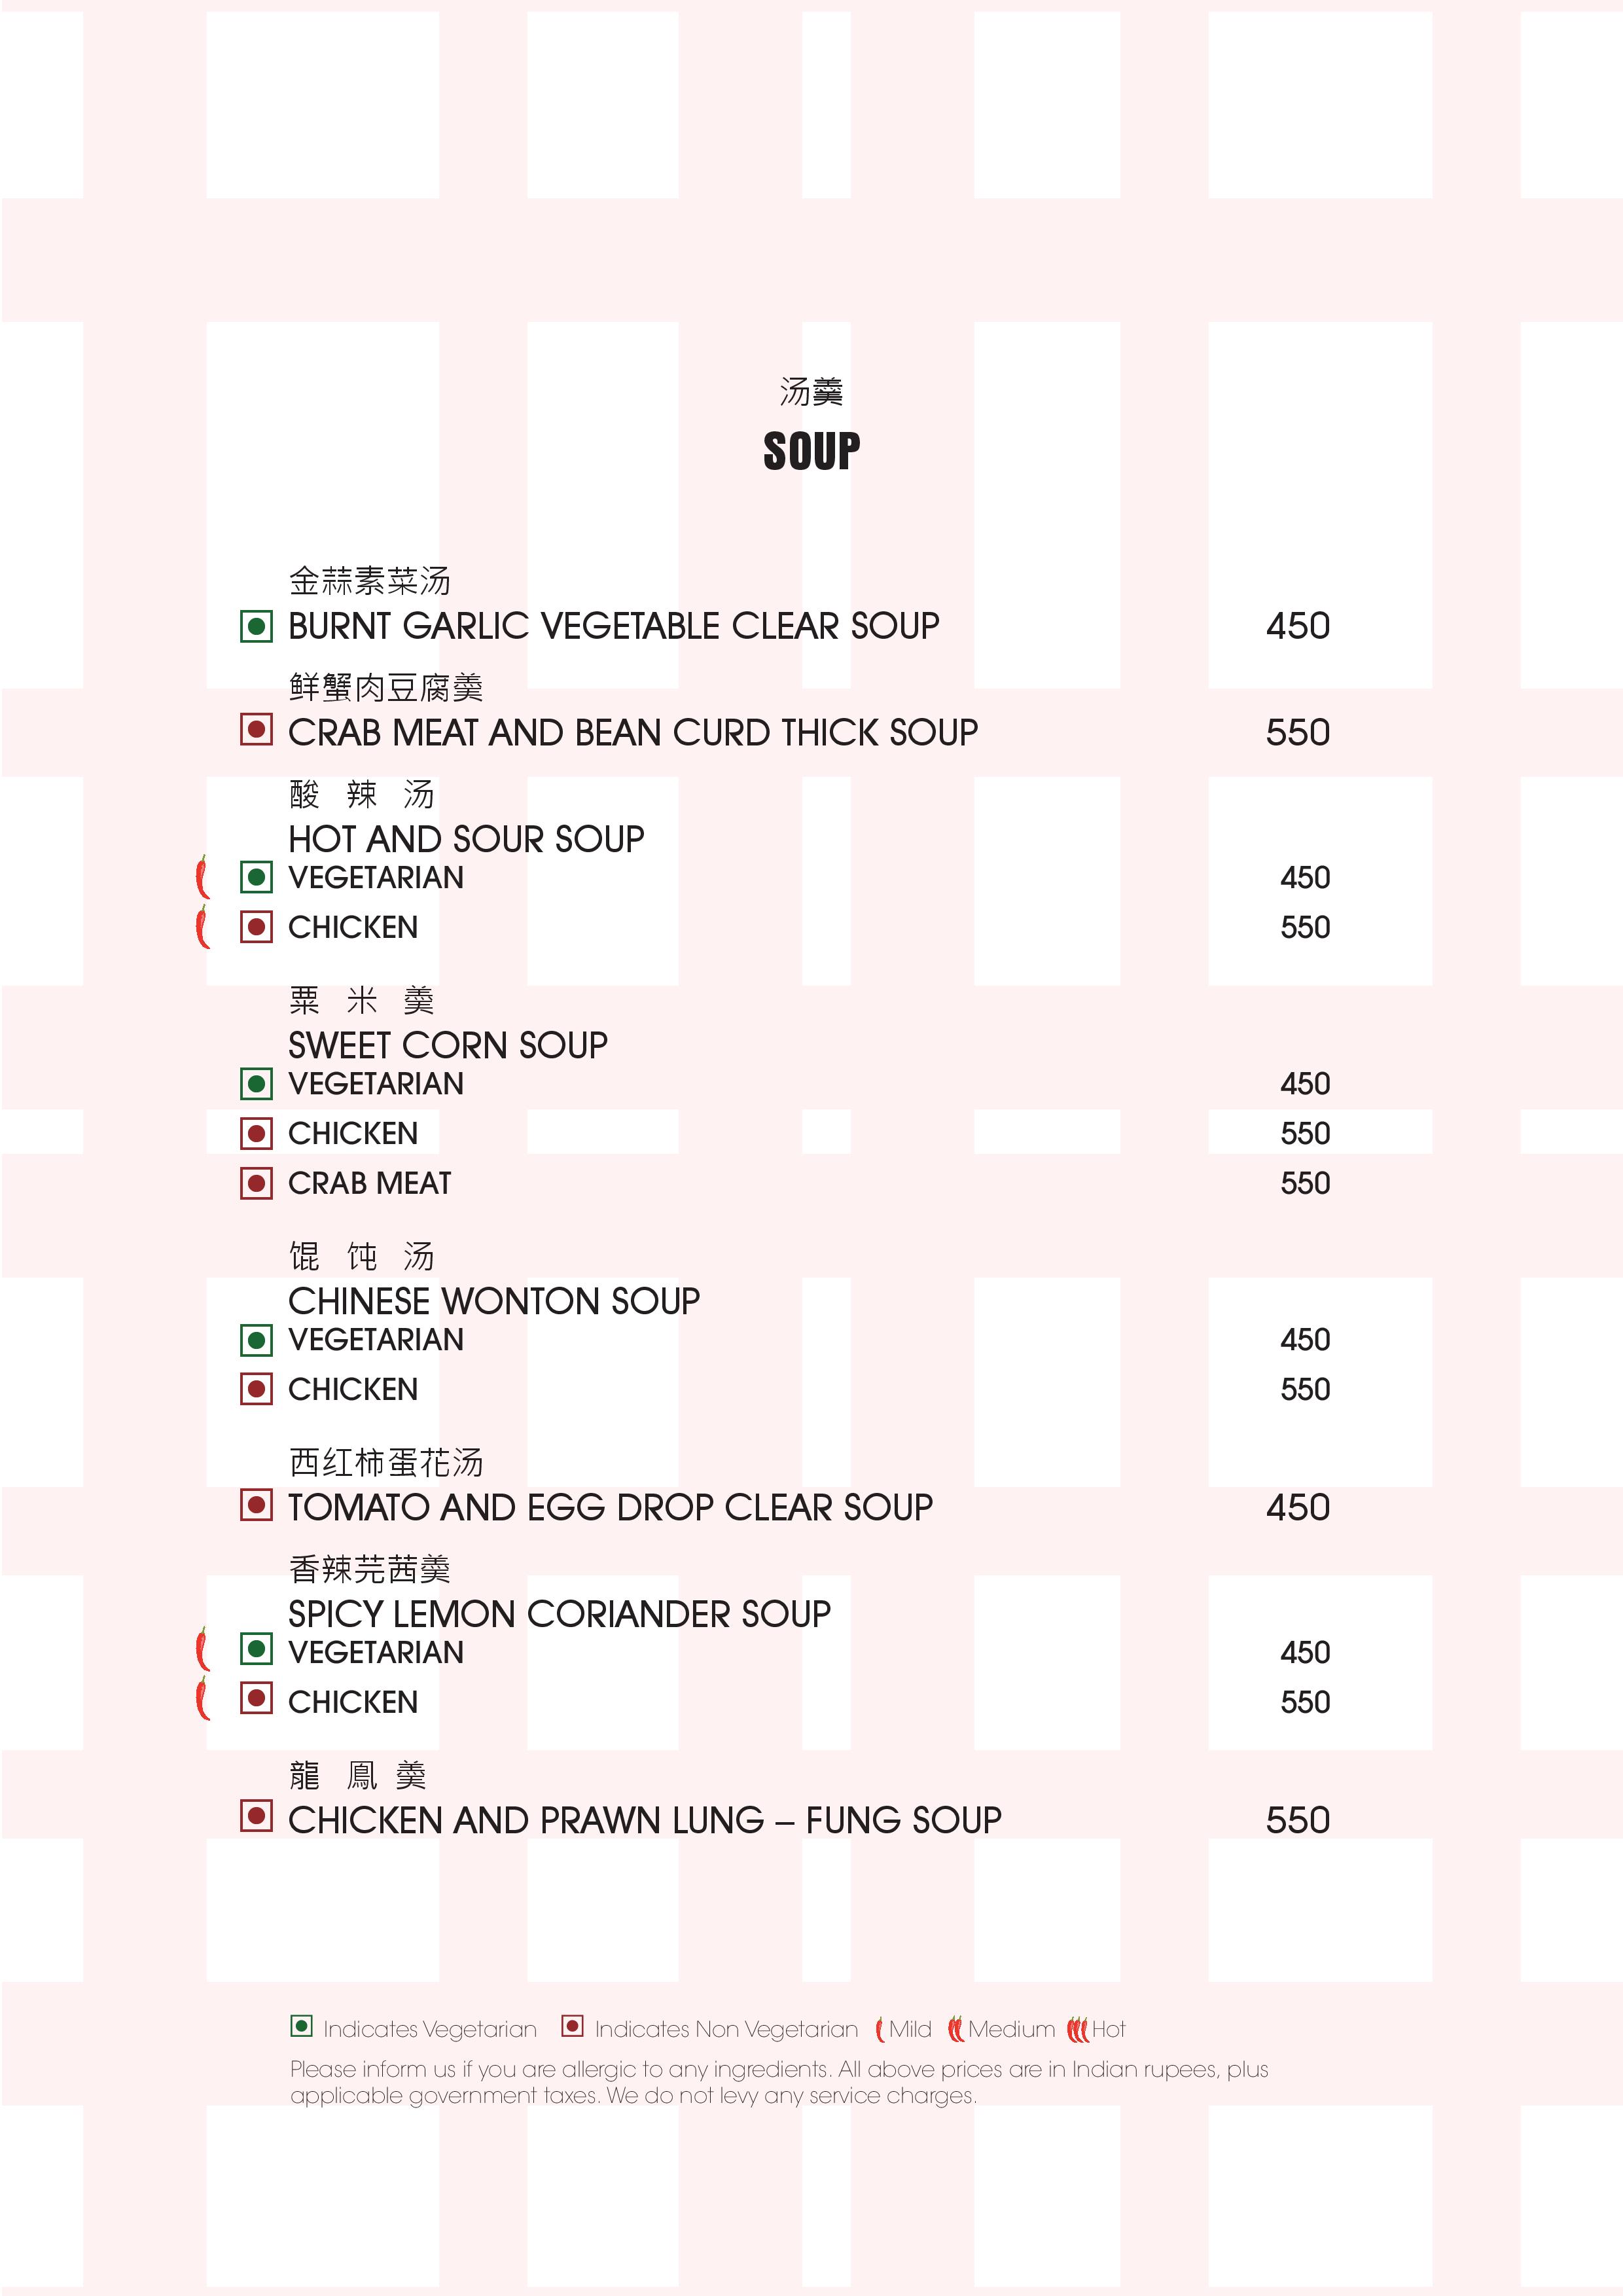 汤羹
SOUP
金蒜素菜汤
BURNT GARLIC VEGETABLE CLEAR SOUP 450
鲜蟹肉豆腐羹
CRAB MEAT AND BEAN CURD THICK SOUP 550
酸 辣 汤
HOT AND SOUR SOUP
VEGETARIAN 450
CHICKEN 550
粟 米 羹
SWEET CORN SOUP
VEGETARIAN 450
CHICKEN 550
CRAB MEAT 550
馄 饨 汤
CHINESE WONTON SOUP
VEGETARIAN 450
CHICKEN 550
西红柿蛋花汤
TOMATO AND EGG DROP CLEAR SOUP 450
香辣芫茜羹
SPICY LEMON CORIANDER SOUP
VEGETARIAN 450
CHICKEN 550
龍 鳳 羹
CHICKEN AND PRAWN LUNG – FUNG SOUP 550
Indicates Vegetarian Indicates Non Vegetarian Mild Medium Hot
Please inform us if you are allergic to any ingredients. All above prices are in Indian rupees, plus
applicable government taxes. We do not levy any service charges.